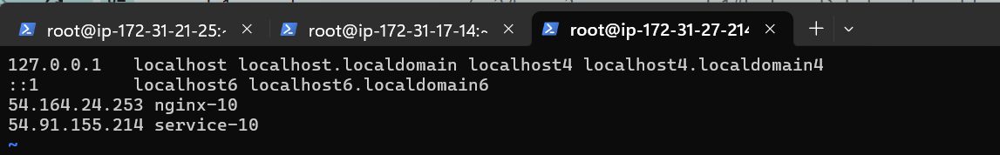 root@ip-172-31-21-25:~ root@ip-172-31-17-14:~ root@ip-172-31-27-214
127.0.0.1   localhost localhost.localdomain localhost4 localhost4.localdomain4
::1         localhost6 localhost6.localdomain6
54.164.24.253 nginx-10
54.91.155.214 service-10
~